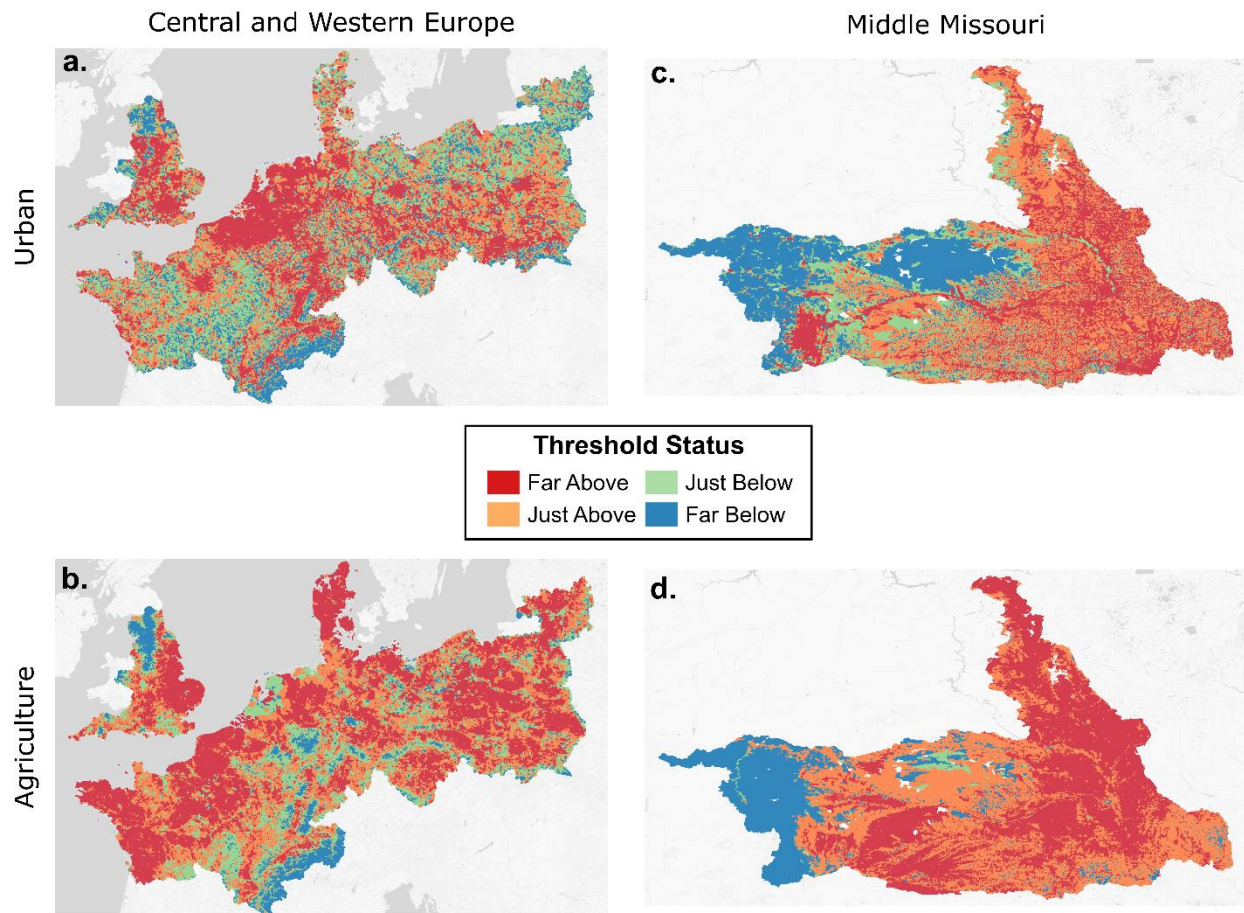 Central and Western Europe
Middle Missouri
a.
c.
Urban
Threshold Status
Far Above
Just Below
Just Above
Far Below
b.
d.
Agriculture